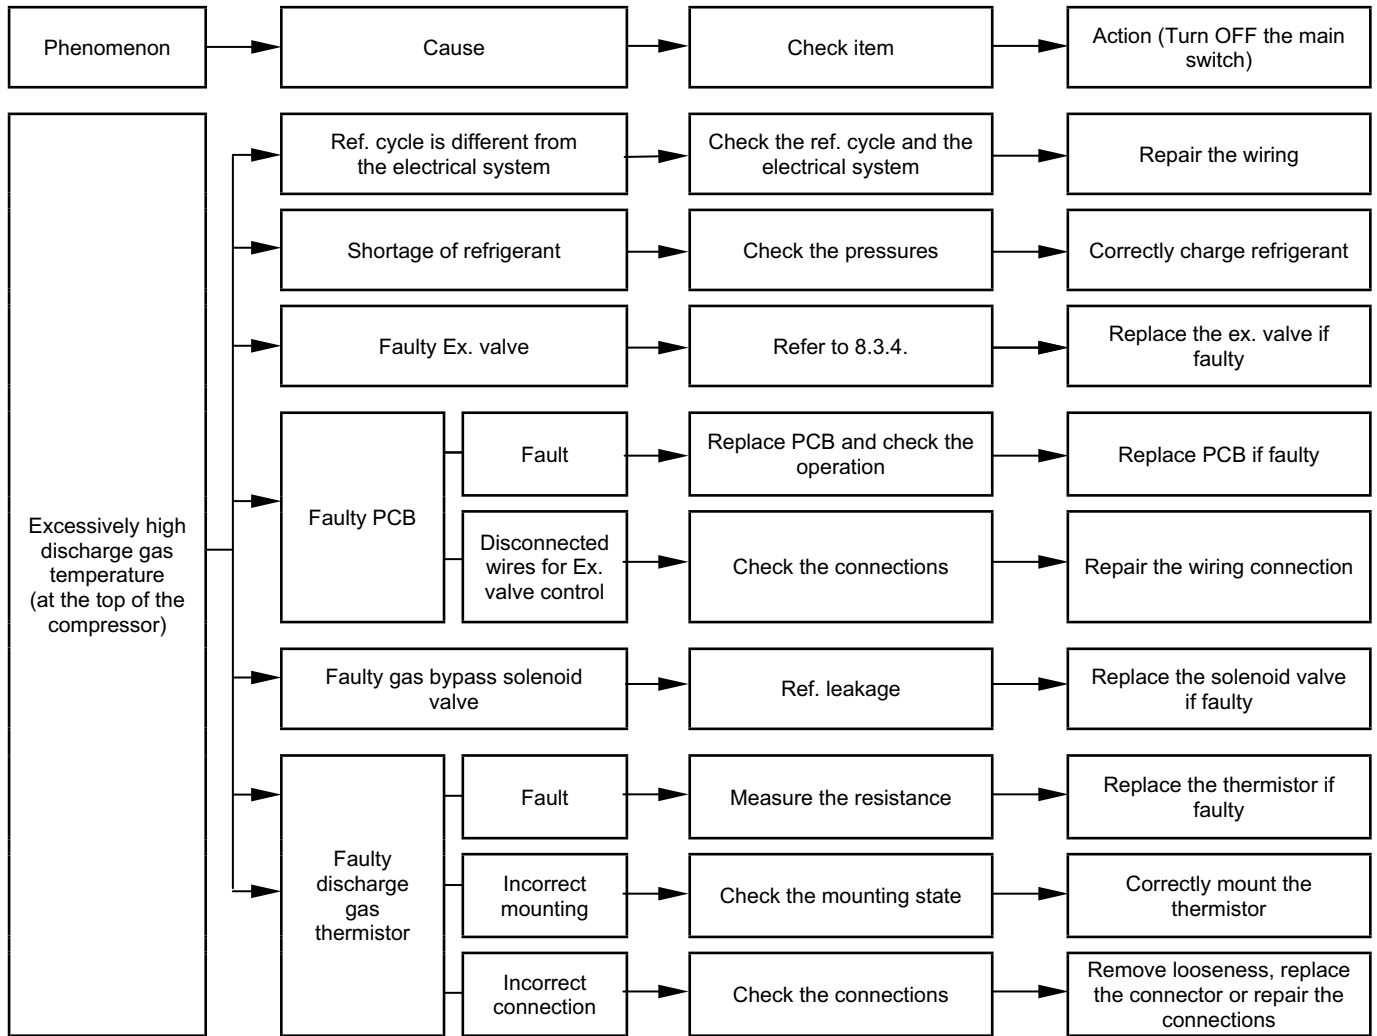 Phenomenon
Cause
Check item
Action (Turn OFF the main
switch)
Excessively high
discharge gas
temperature
(at the top of the
compressor)
Ref. cycle is different from
the electrical system
Check the ref. cycle and the
electrical system
Repair the wiring
Shortage of refrigerant
Check the pressures
Correctly charge refrigerant
Faulty Ex. valve
Refer to 8.3.4.
Replace the ex. valve if
faulty
Faulty PCB
Fault
Replace PCB and check the
operation
Replace PCB if faulty
Disconnected
wires for Ex.
valve control
Check the connections
Repair the wiring connection
Faulty gas bypass solenoid
valve
Ref. leakage
Replace the solenoid valve
if faulty
Faulty
discharge
gas
thermistor
Fault
Measure the resistance
Replace the thermistor if
faulty
Incorrect
mounting
Check the mounting state
Correctly mount the
thermistor
Incorrect
connection
Check the connections
Remove looseness, replace
the connector or repair the
connections